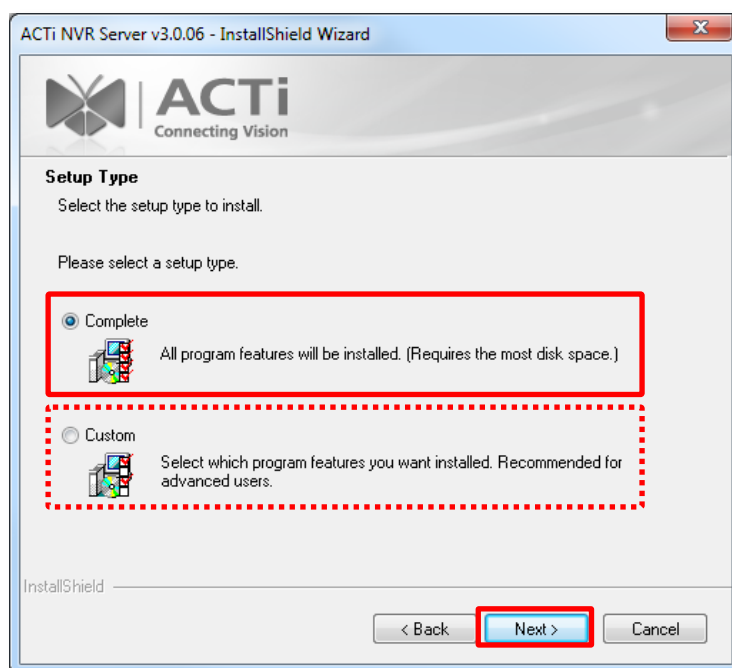 ACTi NVR Server v3.0.06 - InstallShield Wizard
ACTi
Connecting Vision
Setup Type
Select the setup type to install.
Please select a setup type.
Complete
All program features will be installed. (Requires the most disk space.)
Custom
Select which program features you want installed. Recommended for
advanced users.
InstallShield
< Back
Next >
Cancel